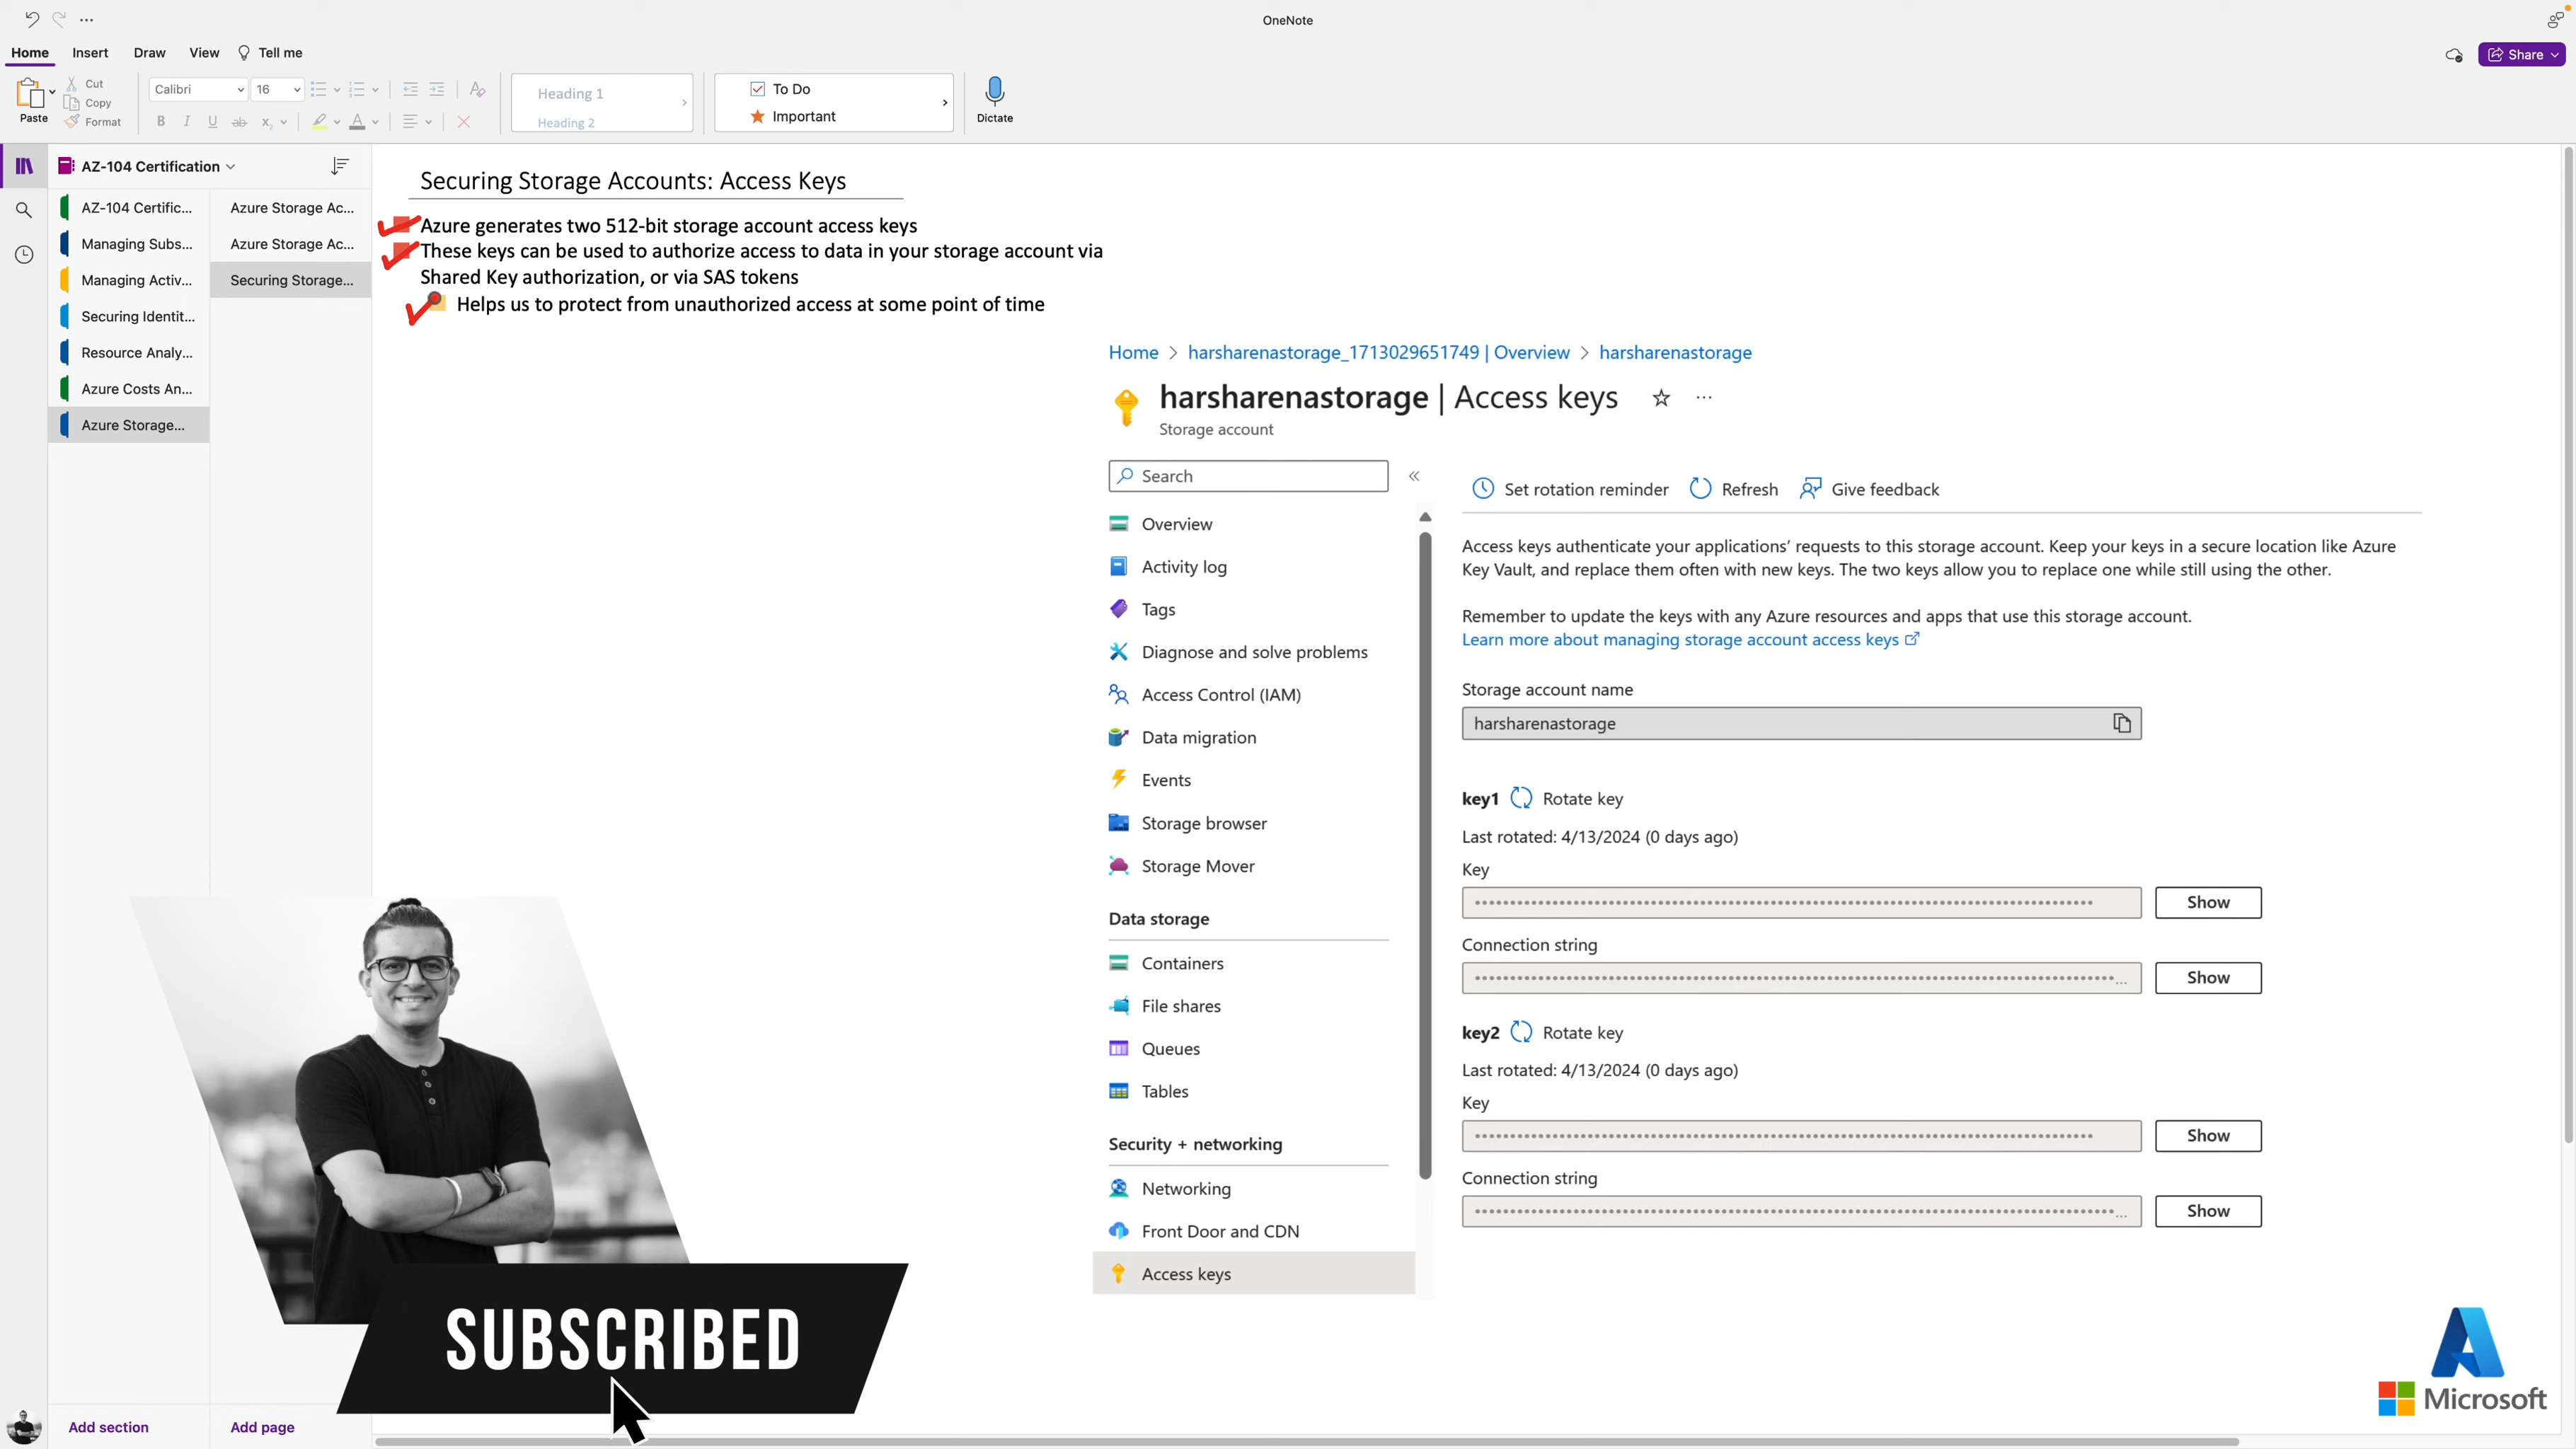 OneNote
Home Insert Draw View Tell me
Share
Paste
Cut
Copy
Format
Calibri 16
B I U ab x₂
A
Heading 1
Heading 2
To Do
Important
Dictate
AZ-104 Certification
AZ-104 Certific...
Managing Subs...
Managing Activ...
Securing Identit...
Resource Analy...
Azure Costs An...
Azure Storage...
Azure Storage Ac...
Azure Storage Ac...
Securing Storage...
Add section
Add page
Securing Storage Accounts: Access Keys
Azure generates two 512-bit storage account access keys
These keys can be used to authorize access to data in your storage account via
Shared Key authorization, or via SAS tokens
Helps us to protect from unauthorized access at some point of time
Home > harsharenastorage_1713029651749 | Overview > harsharenastorage
harsharenastorage | Access keys
Storage account
Search
Overview
Activity log
Tags
Diagnose and solve problems
Access Control (IAM)
Data migration
Events
Storage browser
Storage Mover
Data storage
Containers
File shares
Queues
Tables
Security + networking
Networking
Front Door and CDN
Access keys
Set rotation reminder Refresh Give feedback
Access keys authenticate your applications’ requests to this storage account. Keep your keys in a secure location like Azure
Key Vault, and replace them often with new keys. The two keys allow you to replace one while still using the other.
Remember to update the keys with any Azure resources and apps that use this storage account.
Learn more about managing storage account access keys
Storage account name
harsharenastorage
key1 Rotate key
Last rotated: 4/13/2024 (0 days ago)
Key
Show
Connection string
Show
key2 Rotate key
Last rotated: 4/13/2024 (0 days ago)
Key
Show
Connection string
Show
SUBSCRIBED
Microsoft